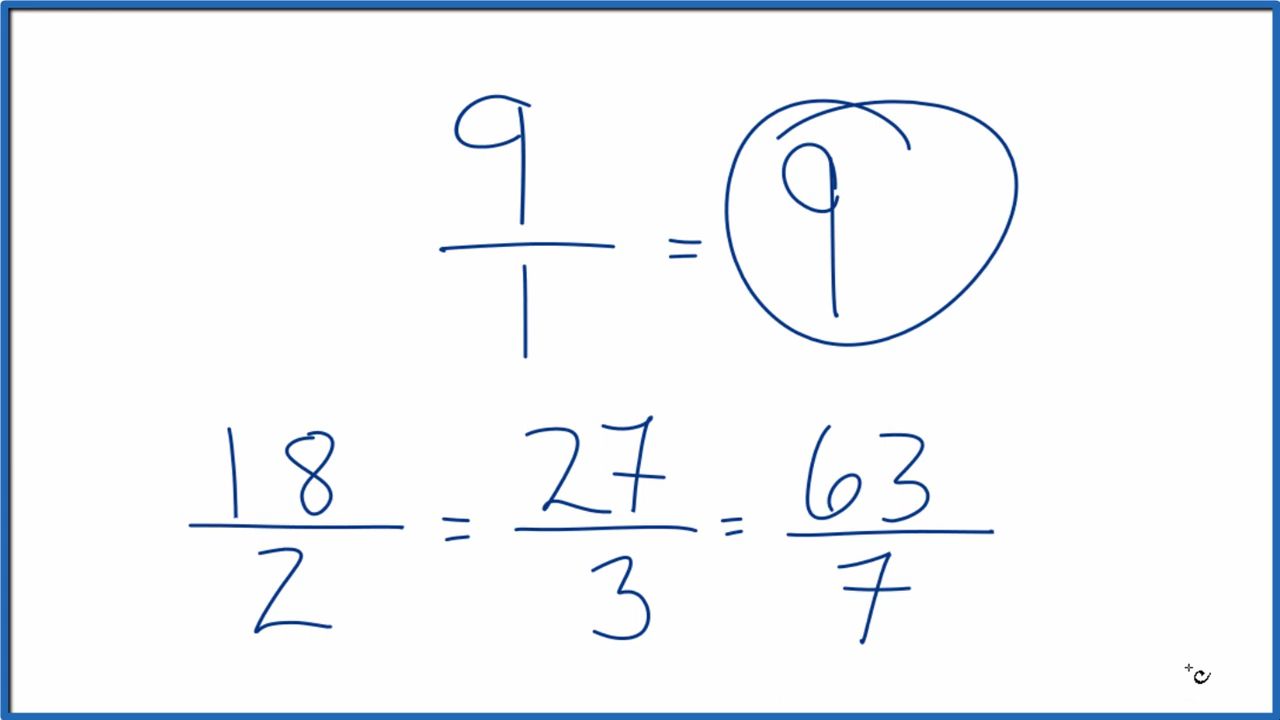 9/1 = 9
18/2 = 27/3 = 63/7